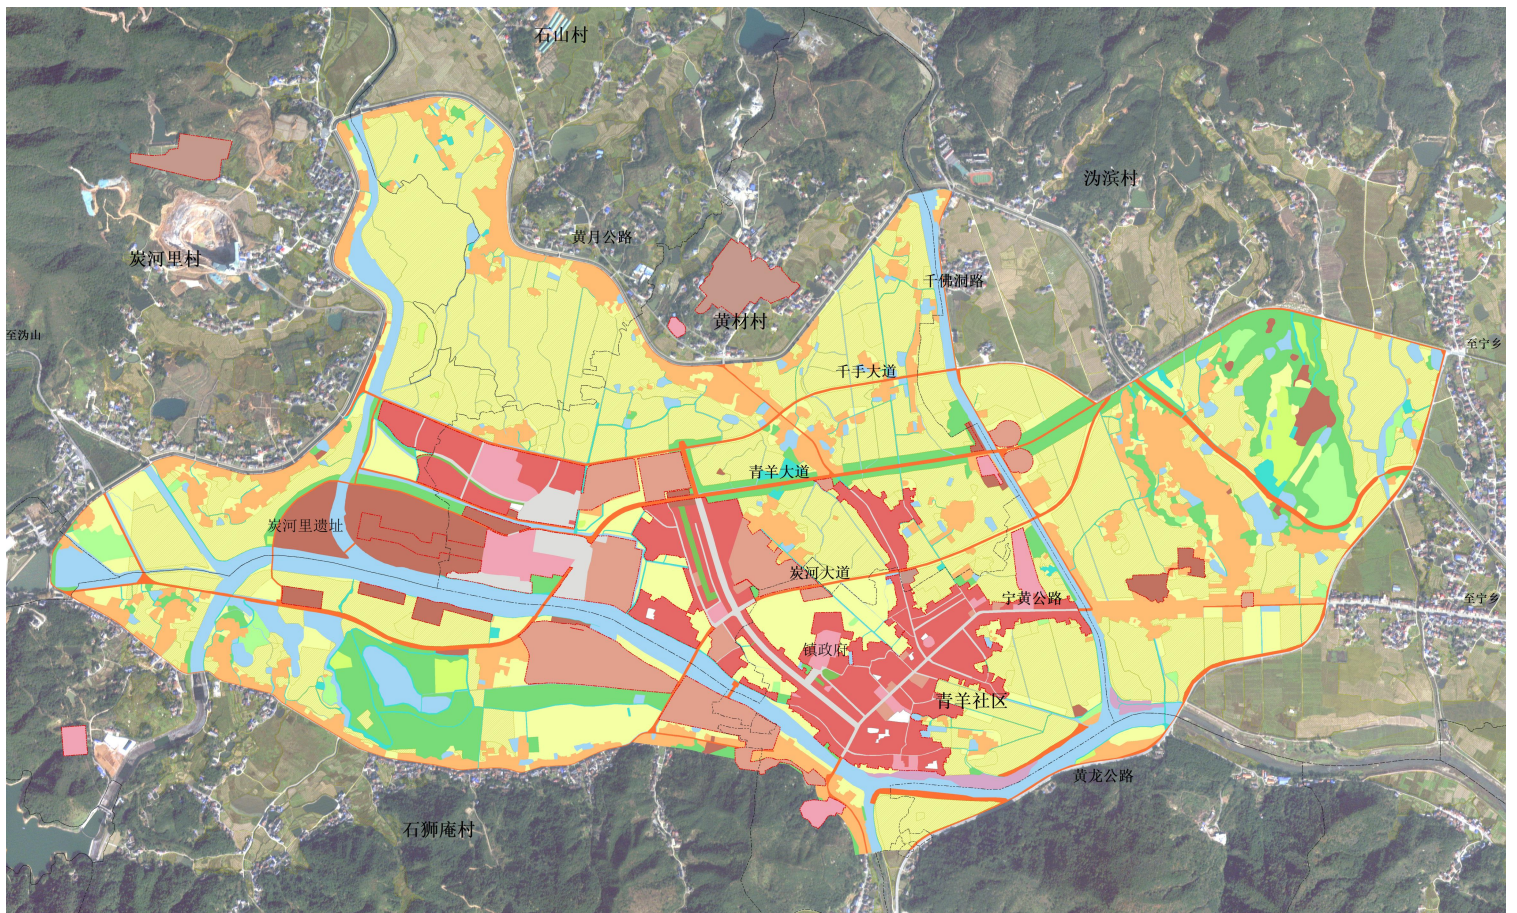 石山村
沩滨村
黄月公路
炭河里村
千佛洞路
黄材村
至沩山
至宁乡
千手大道
青羊大道
炭河里遗址
炭河大道
宁黄公路
至宁乡
镇政府
青羊社区
黄龙公路
石狮庵村